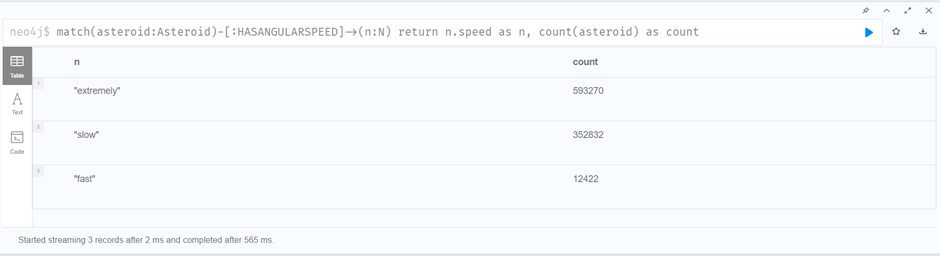 neo4j$ match(asteroid:Asteroid)-[:HASANGULARSPEED]→(n:N) return n.speed as n, count(asteroid) as count
Table
Text
Code
n count
1 "extremely" 593270
2 "slow" 352832
3 "fast" 12422
Started streaming 3 records after 2 ms and completed after 565 ms.